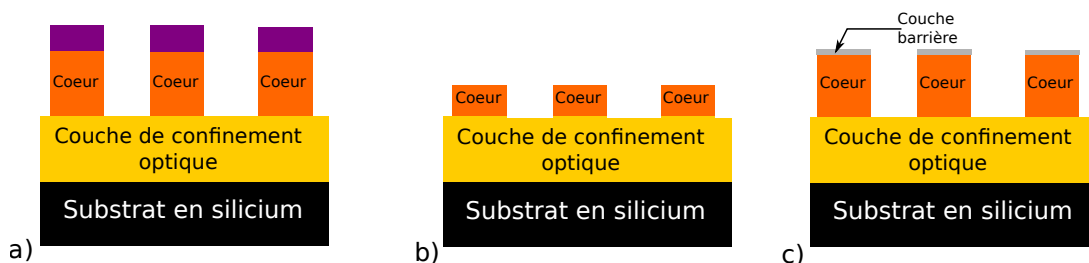 Coeur
Coeur
Coeur
Couche de confinement
optique
Substrat en silicium
a)
Coeur
Coeur
Coeur
Couche de confinement
optique
Substrat en silicium
b)
Couche
barrière
Coeur
Coeur
Coeur
Couche de confinement
optique
Substrat en silicium
c)